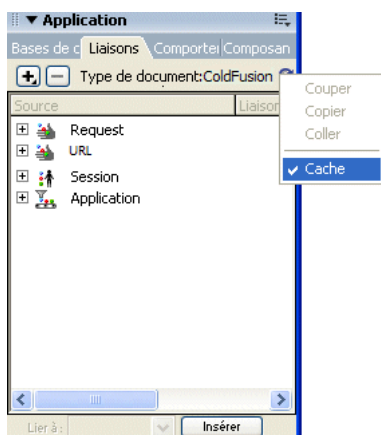 Application
Bases de c Liaisons Comportei Composan
Type de document:ColdFusion
Source Liaison
Request
URL
Session
Application
Couper
Copier
Coller
Cache
Lier à : Insérer